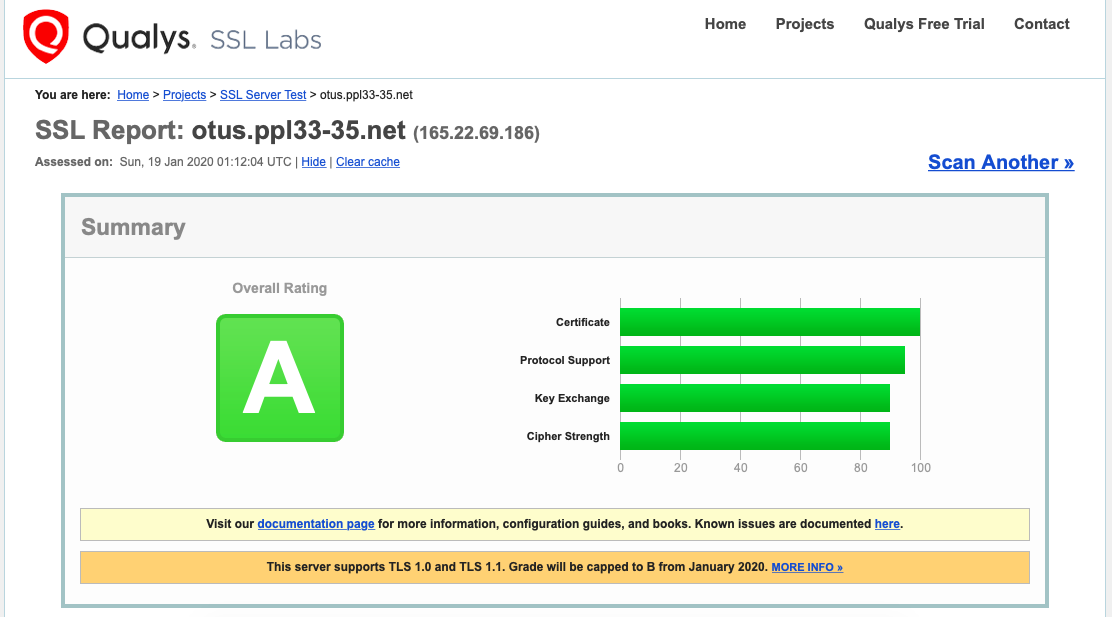 Qualys. SSL Labs
Home Projects Qualys Free Trial Contact
You are here: Home > Projects > SSL Server Test > otus.ppl33-35.net
SSL Report: otus.ppl33-35.net (165.22.69.186)
Assessed on: Sun, 19 Jan 2020 01:12:04 UTC | Hide | Clear cache
Scan Another »
Summary
Overall Rating
A
Certificate
Protocol Support
Key Exchange
Cipher Strength
0 20 40 60 80 100
Visit our documentation page for more information, configuration guides, and books. Known issues are documented here.
This server supports TLS 1.0 and TLS 1.1. Grade will be capped to B from January 2020. MORE INFO »